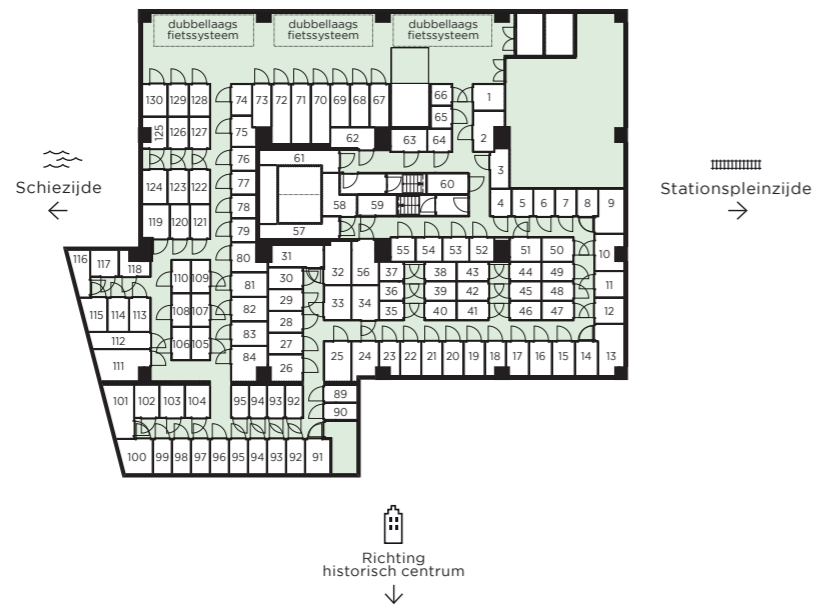 dubbellaags dubbellaags dubbellaags
fietssysteem fietssysteem fietssysteem
130 129 128 74 73 72 71 70 69 68 67 66 1
65
125 126 127 75 62 63 64 2
76 61
124 123 122 77 60 3
78 58 59 4 5 6 7 8 9
119 120 121 79 57
Schiezijde
Stationspleinzijde
116 117 118 80 31 32 56 55 54 53 52 51 50 10
110 109 81 30 37 38 43 44 49 11
108 107 82 29 33 34 36 39 42 45 48
115 114 113 28 35 40 41 46 47 12
112 106 105 83 27
111 84 26 25 24 23 22 21 20 19 18 17 16 15 14 13
101 102 103 104 95 94 93 92 89
90
100 99 98 97 96 95 94 93 92 91
Richting
historisch centrum